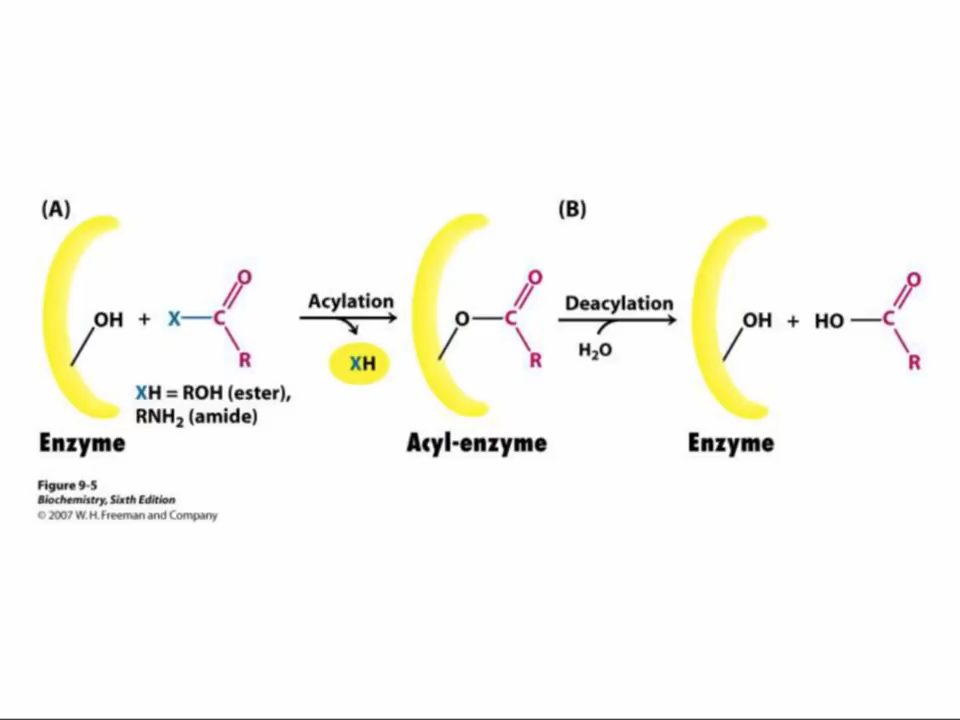 (A)
(B)
OH + X—C
O
R
Acylation
XH
O—C
O
R
Deacylation
H₂O
OH + HO—C
O
R
XH = ROH (ester),
RNH₂ (amide)
Enzyme
Acyl-enzyme
Enzyme
Figure 9-5
Biochemistry, Sixth Edition
© 2007 W. H. Freeman and Company